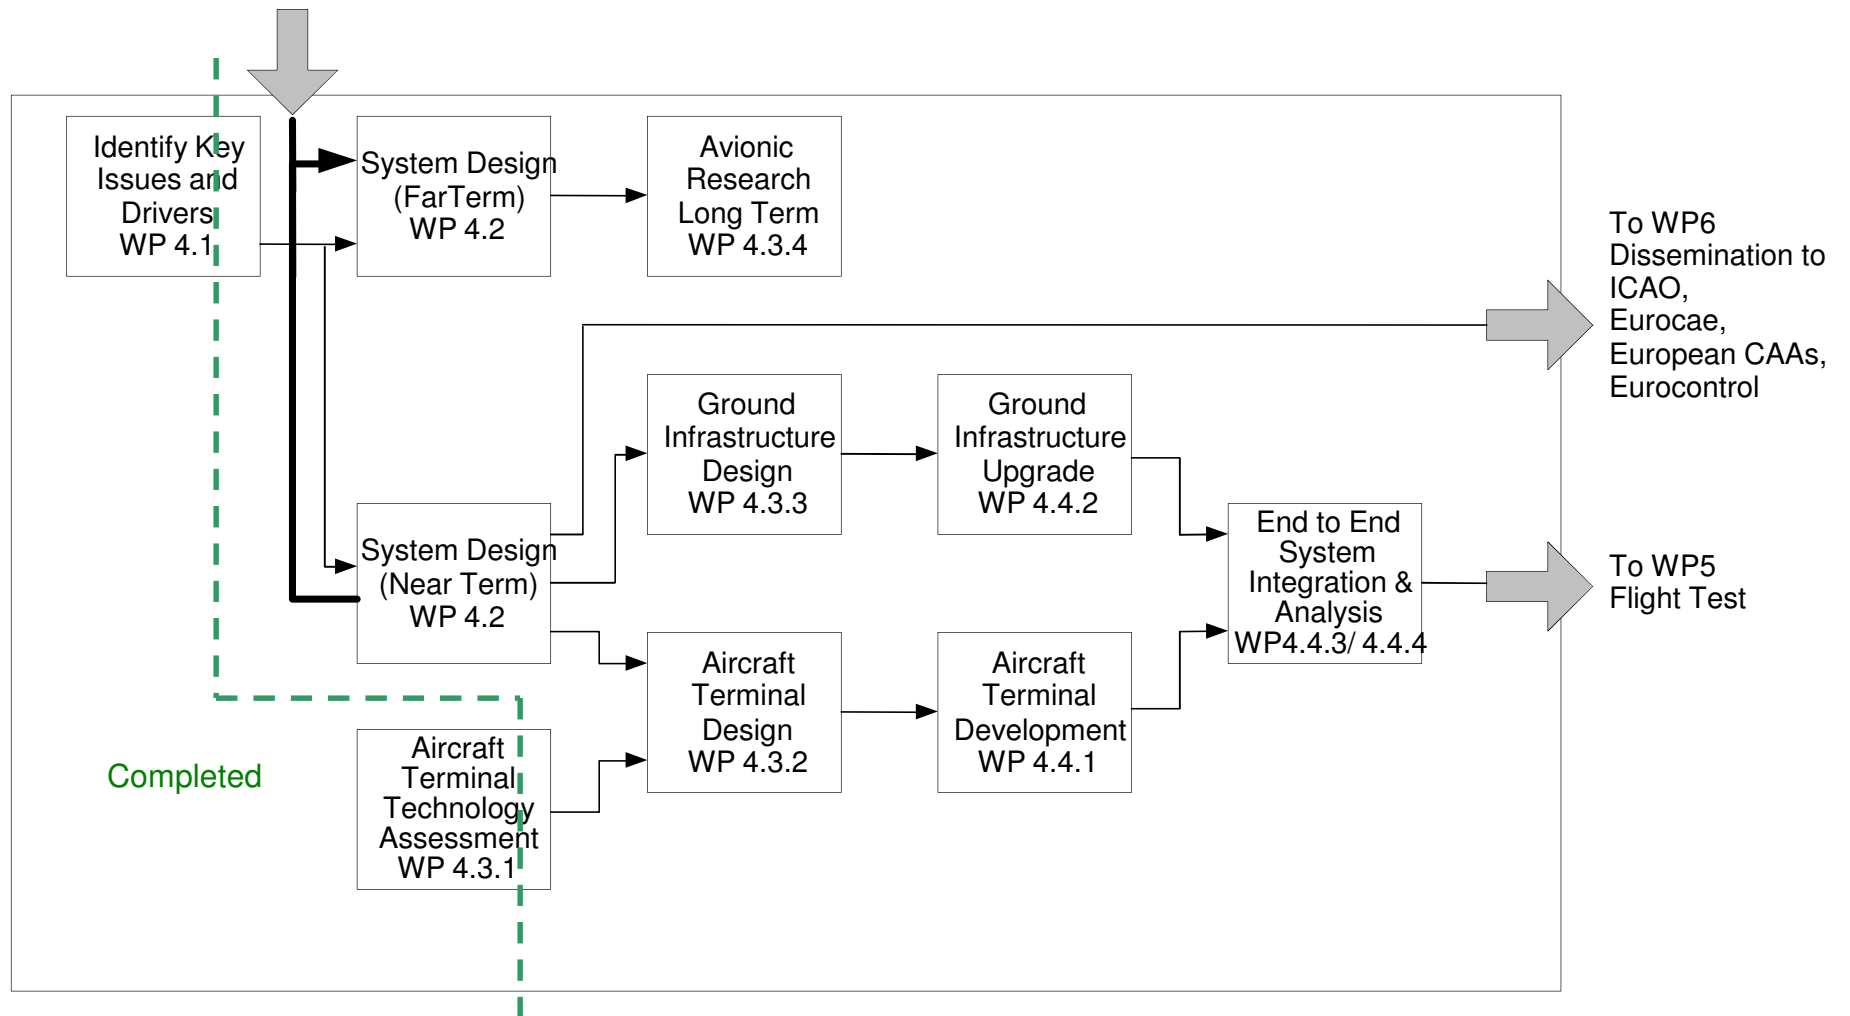 Identify Key
Issues and
Drivers
WP 4.1
System Design
(FarTerm)
WP 4.2
Avionic
Research
Long Term
WP 4.3.4
To WP6
Dissemination to
ICAO,
Eurocae,
European CAAs,
Eurocontrol
Ground
Infrastructure
Design
WP 4.3.3
Ground
Infrastructure
Upgrade
WP 4.4.2
System Design
(Near Term)
WP 4.2
End to End
System
Integration &
Analysis
WP4.4.3/ 4.4.4
To WP5
Flight Test
Aircraft
Terminal
Design
WP 4.3.2
Aircraft
Terminal
Development
WP 4.4.1
Completed
Aircraft
Terminal
Technology
Assessment
WP 4.3.1